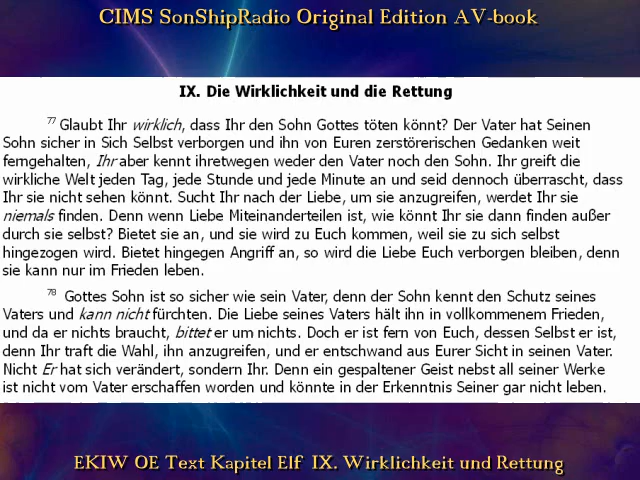 CIMS SonShipRadio Original Edition AV-book
IX. Die Wirklichkeit und die Rettung
77 Glaubt Ihr wirklich, dass Ihr den Sohn Gottes töten könnt? Der Vater hat Seinen
Sohn sicher in Sich Selbst verborgen und ihn von Euren zerstörerischen Gedanken weit
ferngehalten, Ihr aber kennt ihretwegen weder den Vater noch den Sohn. Ihr greift die
wirkliche Welt jeden Tag, jede Stunde und jede Minute an und seid dennoch überrascht, dass
Ihr sie nicht sehen könnt. Sucht Ihr nach der Liebe, um sie anzugreifen, werdet Ihr sie
niemals finden. Denn wenn Liebe Miteinanderteilen ist, wie könnt Ihr sie dann finden außer
durch sie selbst? Bietet sie an, und sie wird zu Euch kommen, weil sie zu sich selbst
hingezogen wird. Bietet hingegen Angriff an, so wird die Liebe Euch verborgen bleiben, denn
sie kann nur im Frieden leben.
78 Gottes Sohn ist so sicher wie sein Vater, denn der Sohn kennt den Schutz seines
Vaters und kann nicht fürchten. Die Liebe seines Vaters hält ihn in vollkommenem Frieden,
und da er nichts braucht, bittet er um nichts. Doch er ist fern von Euch, dessen Selbst er ist,
denn Ihr traft die Wahl, ihn anzugreifen, und er entschwand aus Eurer Sicht in seinen Vater.
Nicht Er hat sich verändert, sondern Ihr. Denn ein gespaltener Geist nebst all seiner Werke
ist nicht vom Vater erschaffen worden und könnte in der Erkenntnis Seiner gar nicht leben.
EKIW OE Text Kapitel Elf IX. Wirklichkeit und Rettung